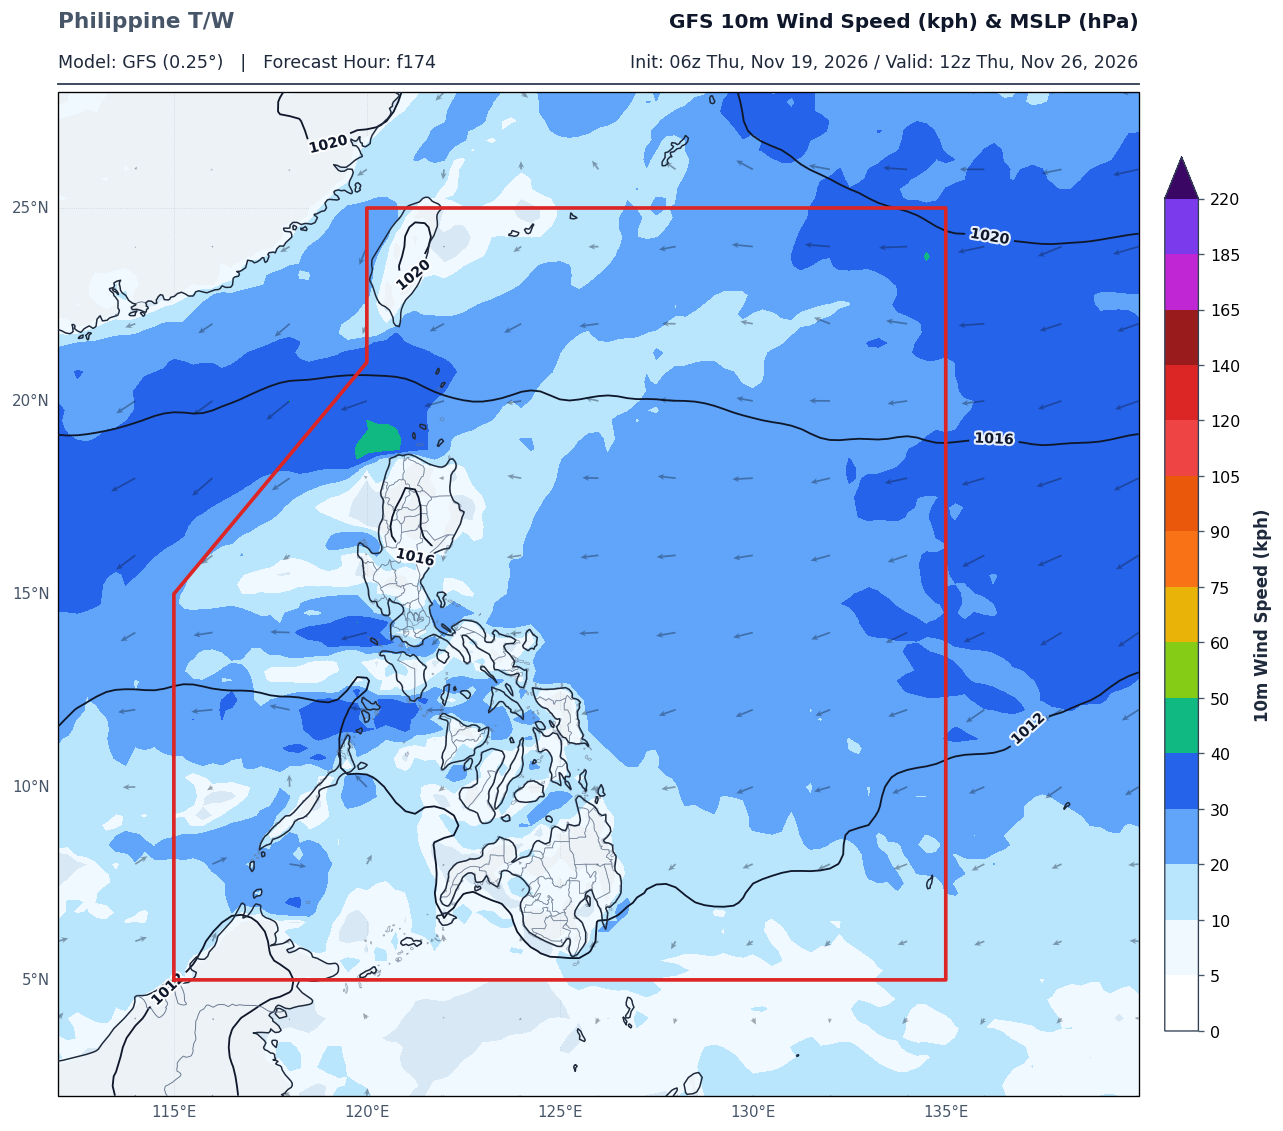 Philippine T/W
GFS 10m Wind Speed (kph) & MSLP (hPa)
Model: GFS (0.25°)   |   Forecast Hour: f174
Init: 06z Thu, Nov 19, 2026 / Valid: 12z Thu, Nov 26, 2026
1020
1020
1020
1016
1016
1012
1012
25°N
20°N
15°N
10°N
5°N
115°E
120°E
125°E
130°E
135°E
220
185
165
140
120
105
90
75
60
50
40
30
20
10
5
0
10m Wind Speed (kph)